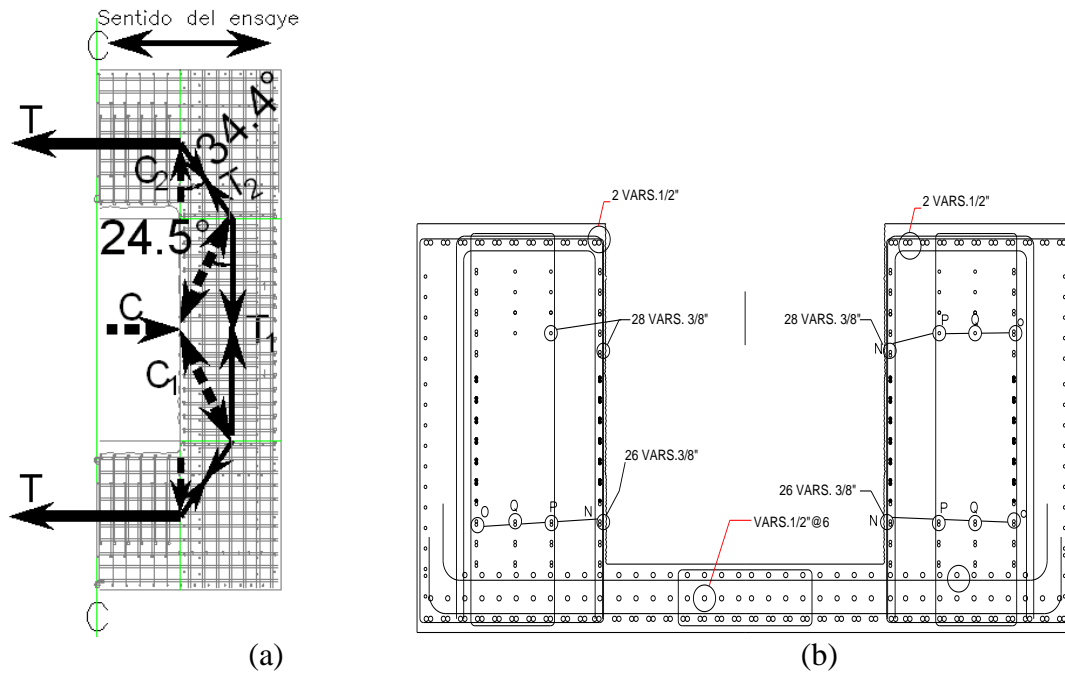 Sentido del ensaye
C
T
34.4°
C2
T2
24.5°
C
T1
C1
T
C
(a)
2 VARS.1/2"
2 VARS.1/2"
28 VARS. 3/8"
28 VARS. 3/8"
P
Q
O
N
26 VARS.3/8"
26 VARS. 3/8"
O
Q
P
N
N
P
Q
O
VARS.1/2"@6
(b)